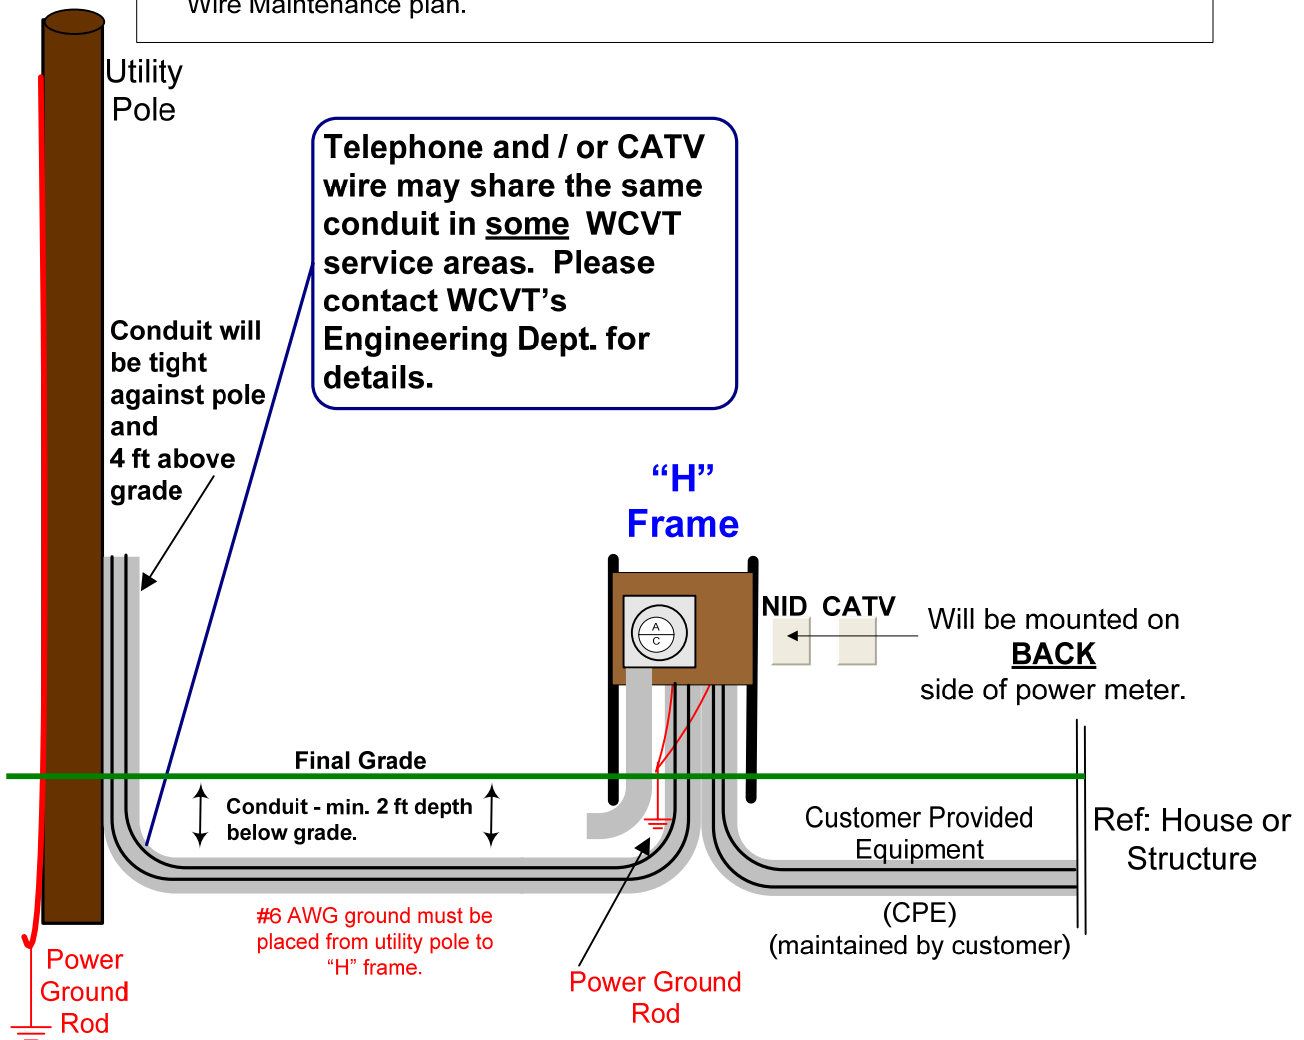 Wire Maintenance plan.
Utility
Pole
Telephone and / or CATV
wire may share the same
conduit in some WCVT
service areas. Please
contact WCVT’s
Engineering Dept. for
details.
Conduit will
be tight
against pole
and
4 ft above
grade
“H”
Frame
NID CATV
A
C
Will be mounted on
BACK
side of power meter.
Final Grade
Conduit - min. 2 ft depth
below grade.
Customer Provided
Equipment
(CPE)
(maintained by customer)
Ref: House or
Structure
#6 AWG ground must be
placed from utility pole to
“H” frame.
Power
Ground
Rod
Power Ground
Rod